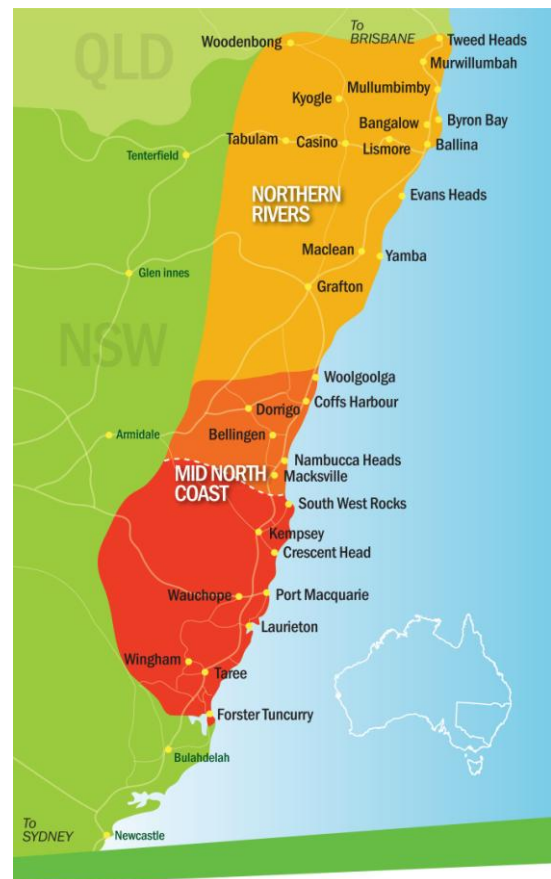 To
BRISBANE
QLD
Woodenbong
Tweed Heads
Murwillumbah
Mullumbimby
Kyogle
Byron Bay
Bangalow
Tabulam
Casino
Lismore
Ballina
Tenterfield
NORTHERN
RIVERS
Evans Heads
Maclean
Yamba
Glen innes
Grafton
NSW
Woolgoolga
Dorrigo
Coffs Harbour
Armidale
Bellingen
Nambucca Heads
MID NORTH
COAST
Macksville
South West Rocks
Kempsey
Crescent Head
Wauchope
Port Macquarie
Laurieton
Wingham
Taree
Forster Tuncurry
Bulahdelah
To
SYDNEY
Newcastle